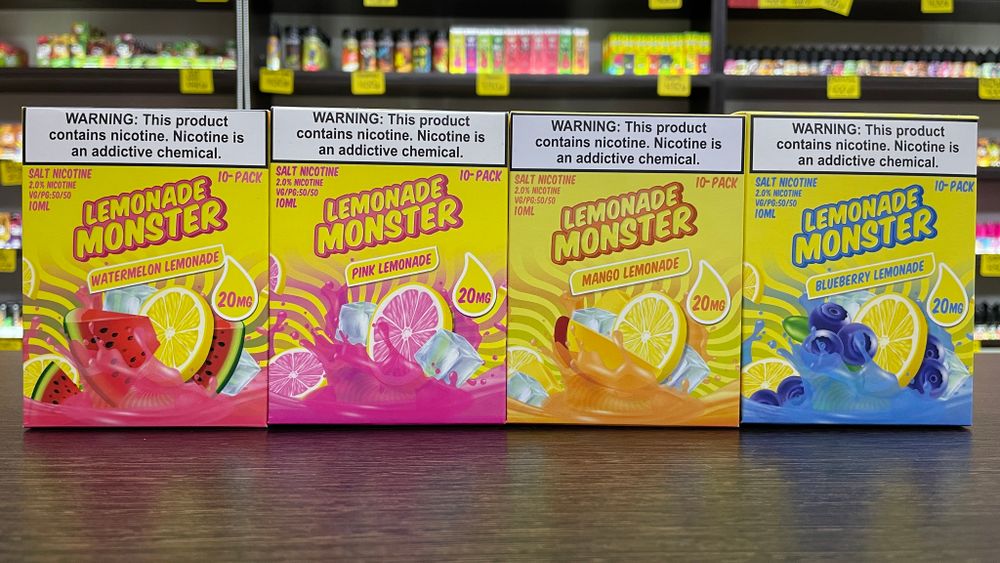 WARNING: This product
contains nicotine. Nicotine is
an addictive chemical.
SALT NICOTINE
2.0% NICOTINE
VG/PG:50/50
10ML
10-PACK
LEMONADE
MONSTER
WATERMELON LEMONADE
20MG
WARNING: This product
contains nicotine. Nicotine is
an addictive chemical.
SALT NICOTINE
2.0% NICOTINE
VG/PG:50/50
10ML
10-PACK
LEMONADE
MONSTER
PINK LEMONADE
20MG
WARNING: This product
contains nicotine. Nicotine is
an addictive chemical.
SALT NICOTINE
2.0% NICOTINE
VG/PG:50/50
10ML
10-PACK
LEMONADE
MONSTER
MANGO LEMONADE
20MG
WARNING: This product
contains nicotine. Nicotine is
an addictive chemical.
SALT NICOTINE
2.0% NICOTINE
VG/PG:50/50
10ML
10-PACK
LEMONADE
MONSTER
BLUEBERRY LEMONADE
20MG